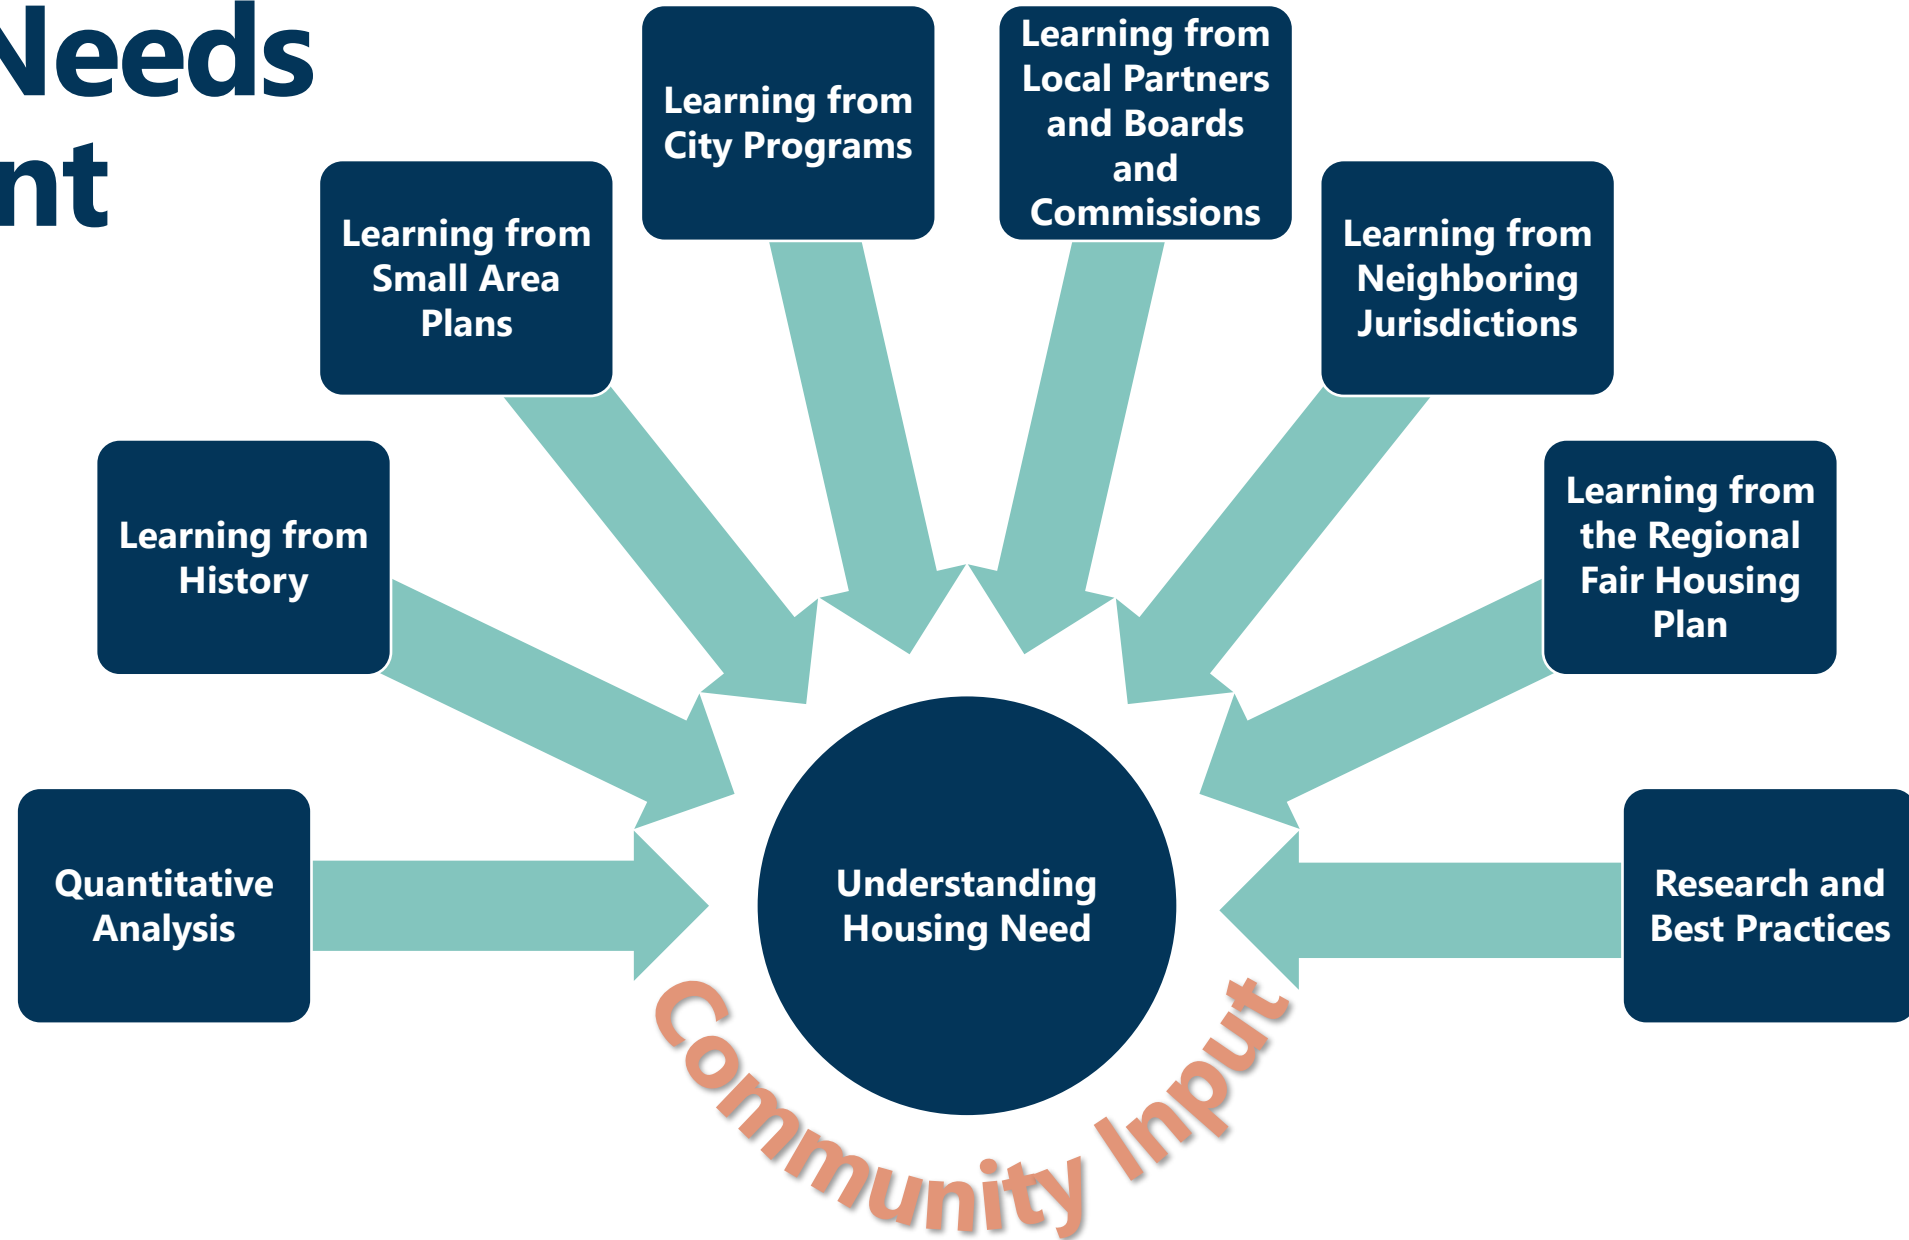 Needs
nt
Learning from
City Programs
Learning from
Local Partners
and Boards
and
Commissions
Learning from
Small Area
Plans
Learning from
Neighboring
Jurisdictions
Learning from
History
Learning from
the Regional
Fair Housing
Plan
Quantitative
Analysis
Understanding
Housing Need
Research and
Best Practices
Community Input